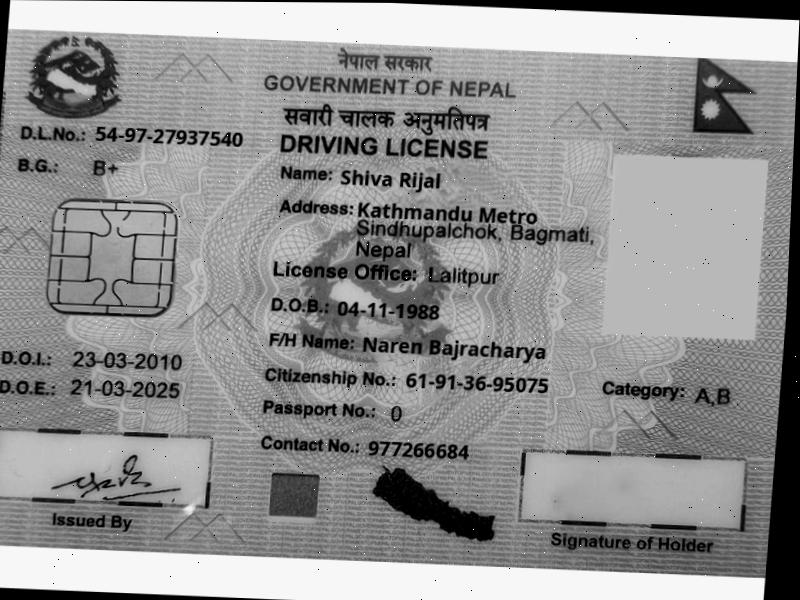 नेपाल सरकार
GOVERNMENT OF NEPAL
सवारी चालक अनुमतिपत्र
DRIVING LICENSE
D.L.No.: 54-97-27937540
B.G.: B+
Name: Shiva Rijal
Address: Kathmandu Metro
Sindhupalchok, Bagmati,
Nepal
License Office: Lalitpur
D.O.B.: 04-11-1988
F/H Name: Naren Bajracharya
D.O.I.: 23-03-2010
D.O.E.: 21-03-2025
Citizenship No.: 61-91-36-95075
Category: A,B
Passport No.: 0
Contact No.: 977266684
Issued By
Signature of Holder